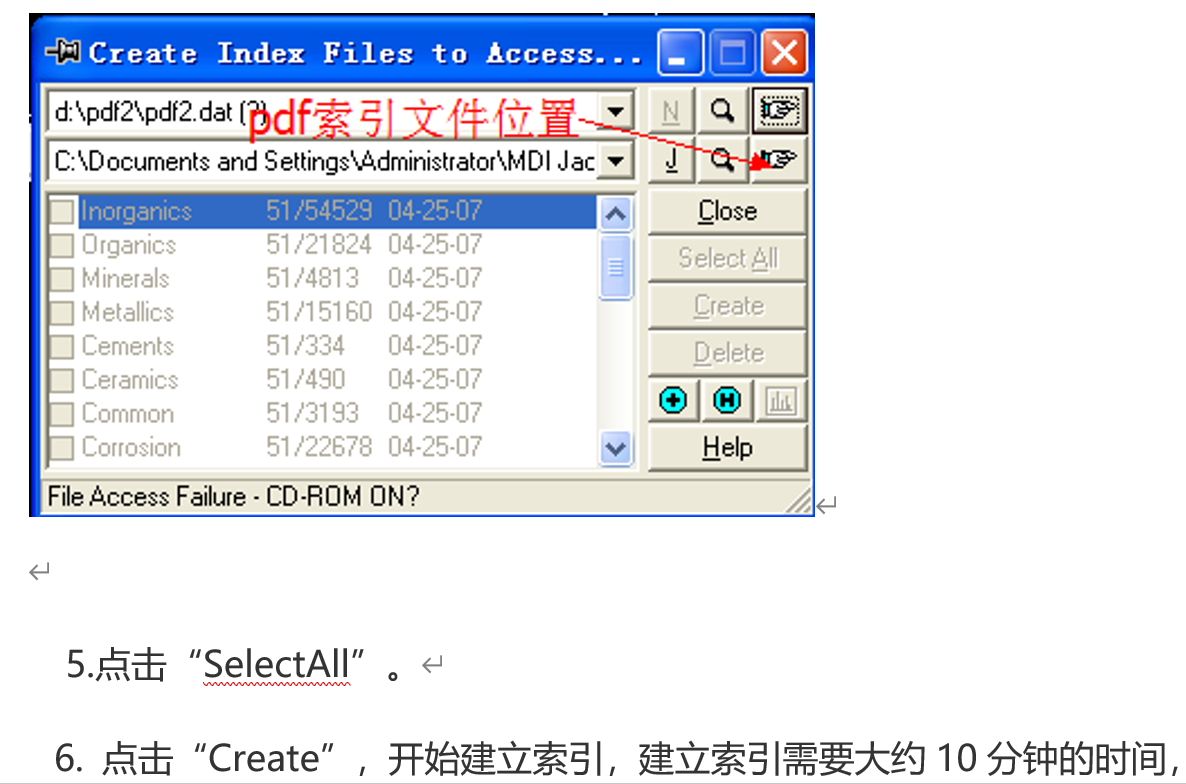 Create Index Files to Access...
d:\pdf2\pdf2.dat (?)
pdf索引文件位置
N
C:\Documents and Settings\Administrator\MDI Jac
J
Inorganics 51/54529 04-25-07
Close
Organics 51/21824 04-25-07
Select All
Minerals 51/4813 04-25-07
Metallics 51/15160 04-25-07
Create
Cements 51/334 04-25-07
Delete
Ceramics 51/490 04-25-07
Common 51/3193 04-25-07
H
Corrosion 51/22678 04-25-07
Help
File Access Failure - CD-ROM ON?
5.点击“SelectAll”。
6. 点击“Create”，开始建立索引，建立索引需要大约 10 分钟的时间，